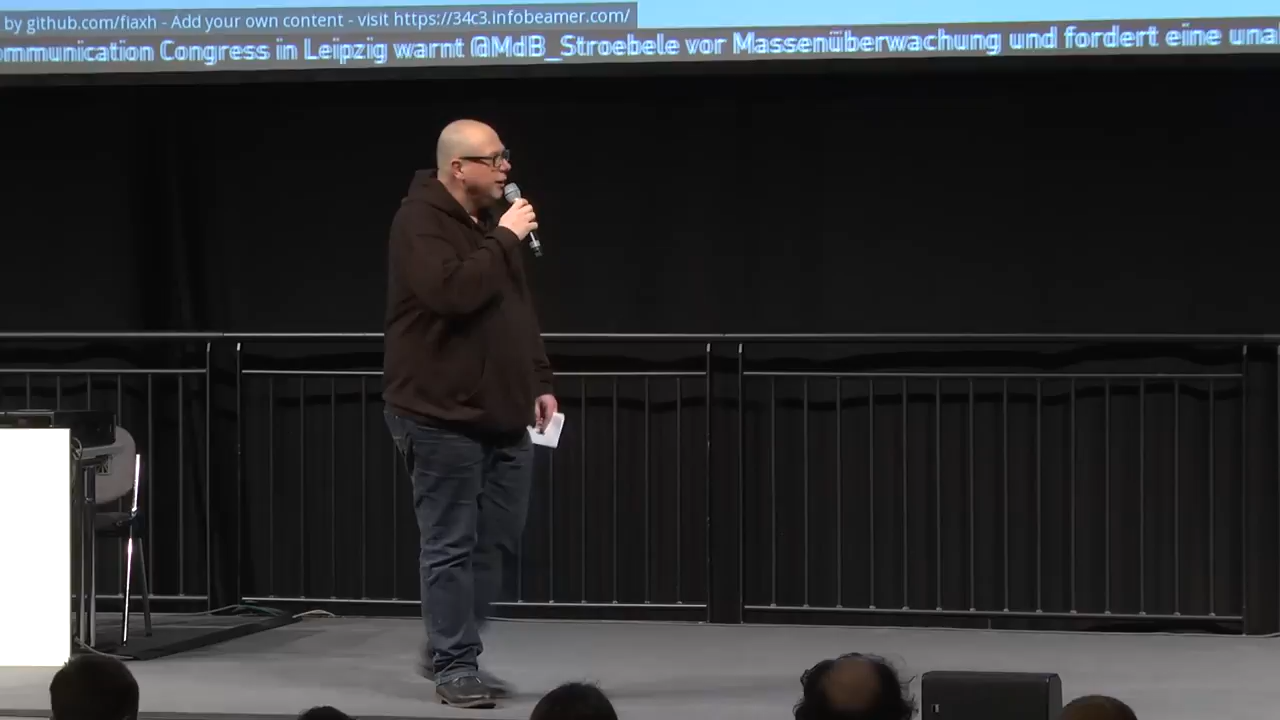 by github.com/fiaxh - Add your own content - visit https://34c3.infobeamer.com/
ommunication Congress in Leipzig warnt @MdB_Stroebele vor Massenüberwachung und fordert eine una